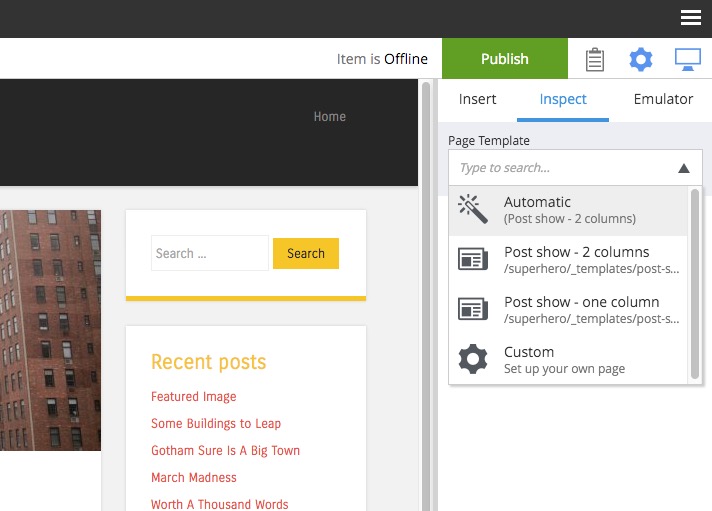 Item is Offline
Publish
Insert
Inspect
Emulator
Home
Page Template
Type to search...
Automatic
(Post show - 2 columns)
Post show - 2 columns
/superhero/_templates/post-s...
Post show - one column
/superhero/_templates/post-s...
Custom
Set up your own page
Search ...
Search
Recent posts
Featured Image
Some Buildings to Leap
Gotham Sure Is A Big Town
March Madness
Worth A Thousand Words